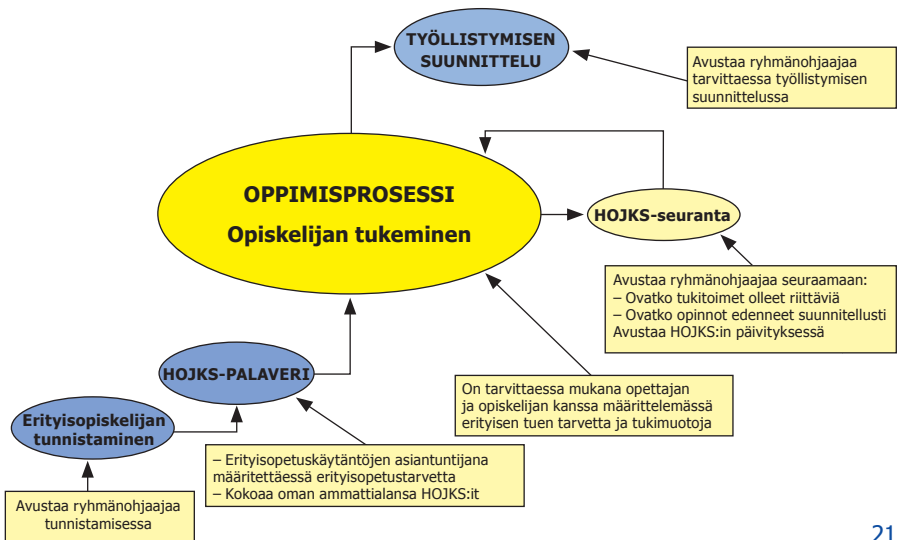 TYÖLLISTYMISEN
SUUNNITTELU
Avustaa ryhmänohjaajaa
tarvittaessa työllistymisen
suunnittelussa
OPPIMISPROSESSI
Opiskelijan tukeminen
HOJKS-seuranta
Avustaa ryhmänohjaajaa seuraamaan:
– Ovatko tukitoimet olleet riittäviä
– Ovatko opinnot edenneet suunnitellusti
Avustaa HOJKS:in päivityksessä
HOJKS-PALAVERI
On tarvittaessa mukana opettajan
ja opiskelijan kanssa määrittelemässä
erityisen tuen tarvetta ja tukimuotoja
Erityisopiskelijan
tunnistaminen
– Erityisopetuskäytäntöjen asiantuntijana
määritettäessä erityisopetustarvetta
– Kokoaa oman ammattialansa HOJKS:it
Avustaa ryhmänohjaajaa
tunnistamisessa
21